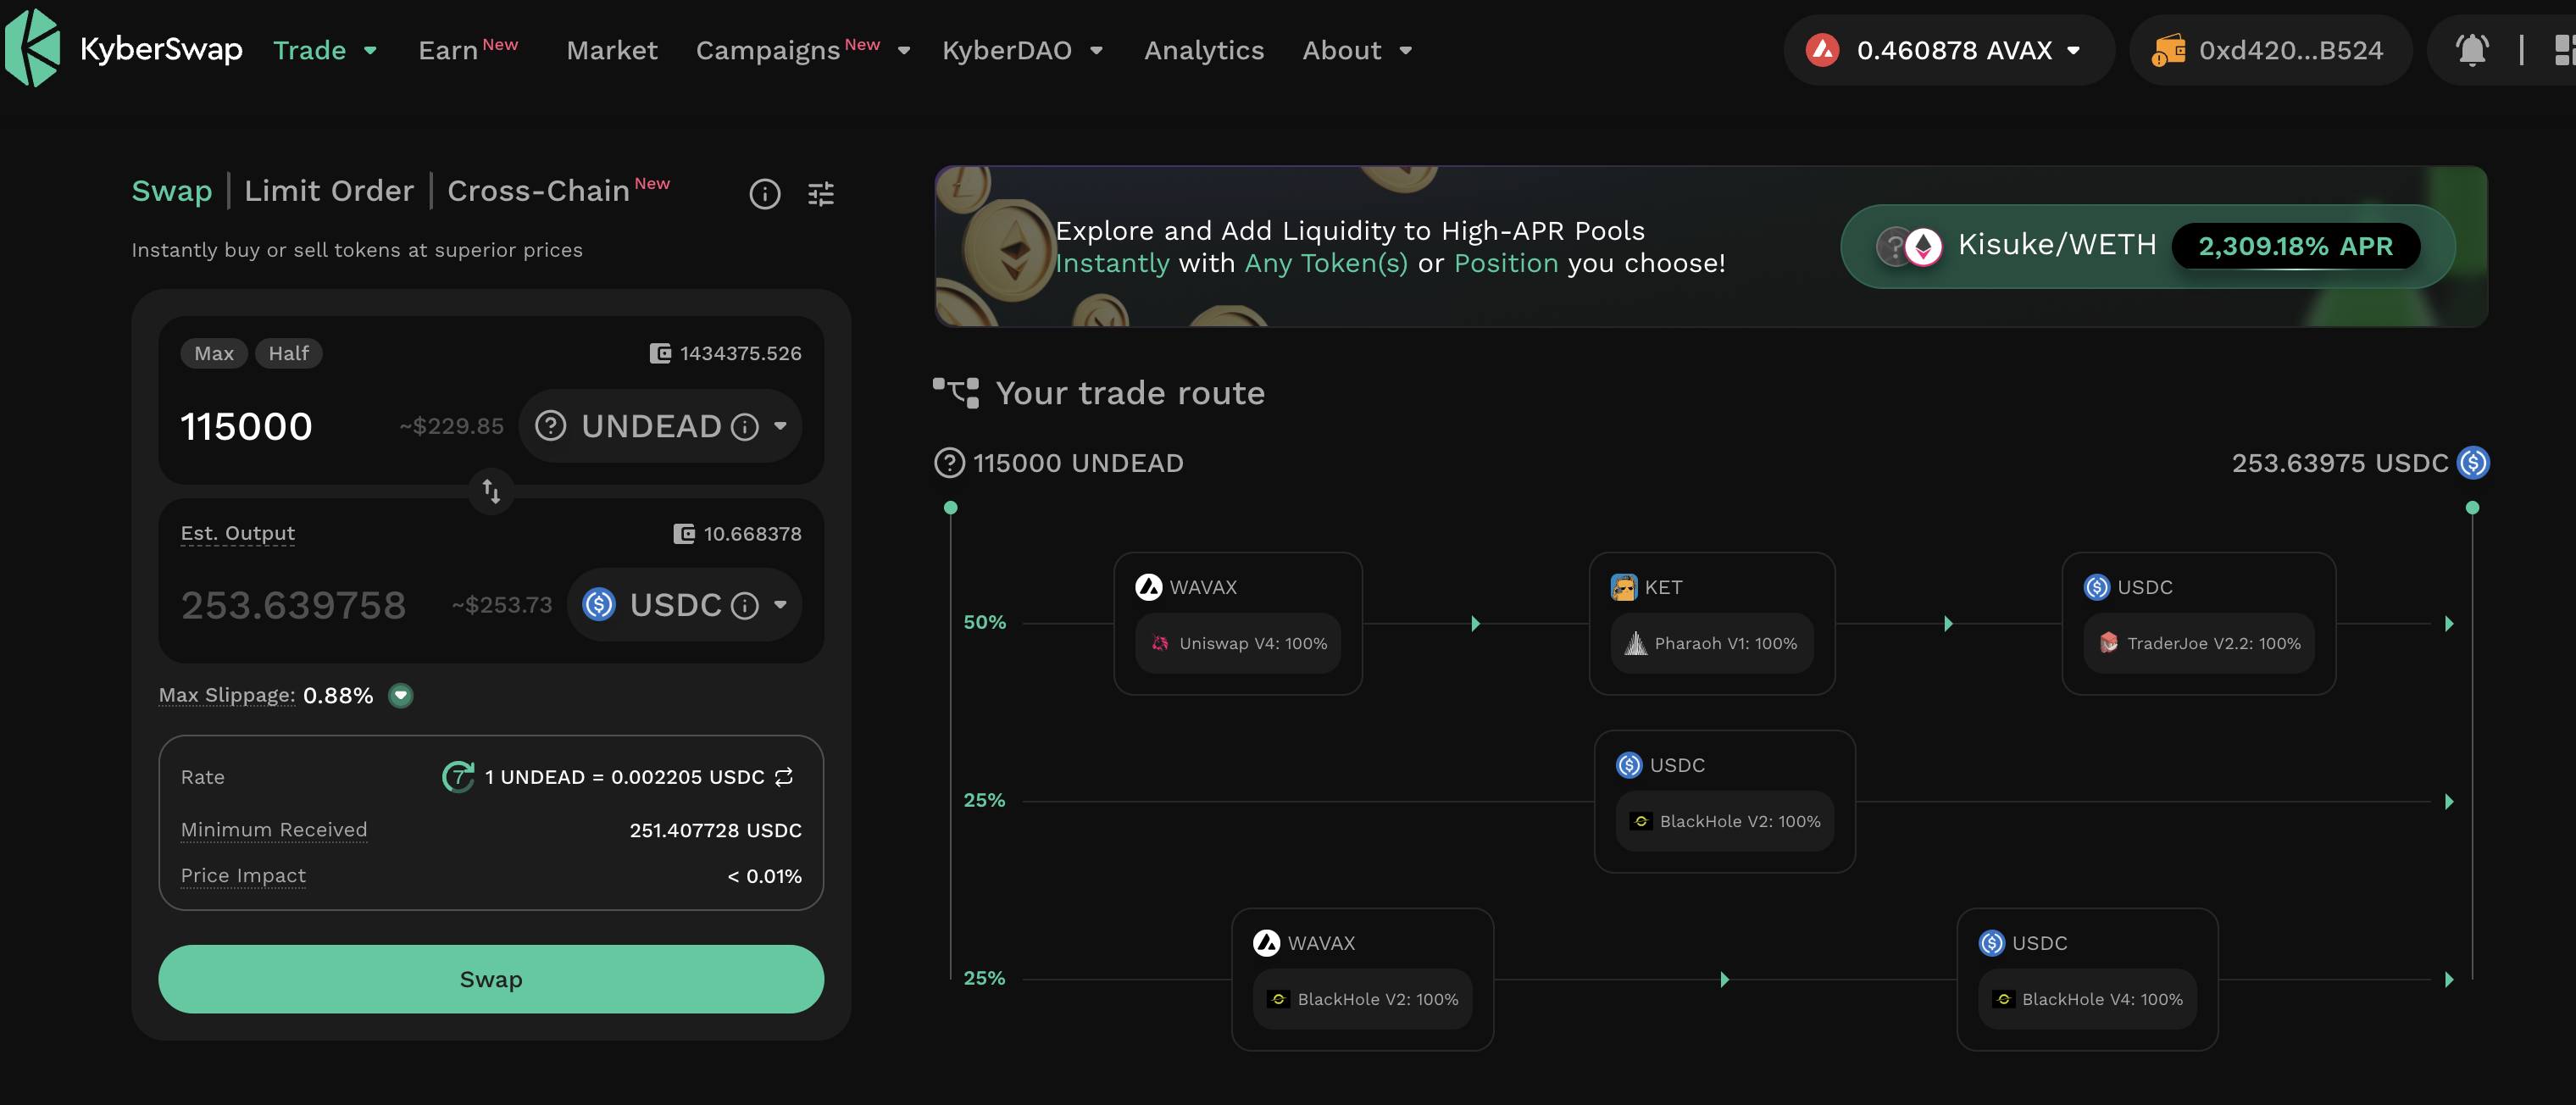 KyberSwap Trade Earn New Market Campaigns New KyberDAO Analytics About 0.460878 AVAX 0xd420...B524
Swap | Limit Order | Cross-Chain New
Instantly buy or sell tokens at superior prices
Max Half 1434375.526
115000 ~$229.85 UNDEAD
Est. Output 10.668378
253.639758 ~$253.73 USDC
Max Slippage: 0.88%
Rate 7 1 UNDEAD = 0.002205 USDC
Minimum Received 251.407728 USDC
Price Impact < 0.01%
Swap
Explore and Add Liquidity to High-APR Pools
Instantly with Any Token(s) or Position you choose!
Kisuke/WETH 2,309.18% APR
Your trade route
115000 UNDEAD 253.63975 USDC
50%
WAVAX
Uniswap V4: 100%
KET
Pharaoh V1: 100%
USDC
TraderJoe V2.2: 100%
25%
USDC
BlackHole V2: 100%
25%
WAVAX
BlackHole V2: 100%
USDC
BlackHole V4: 100%